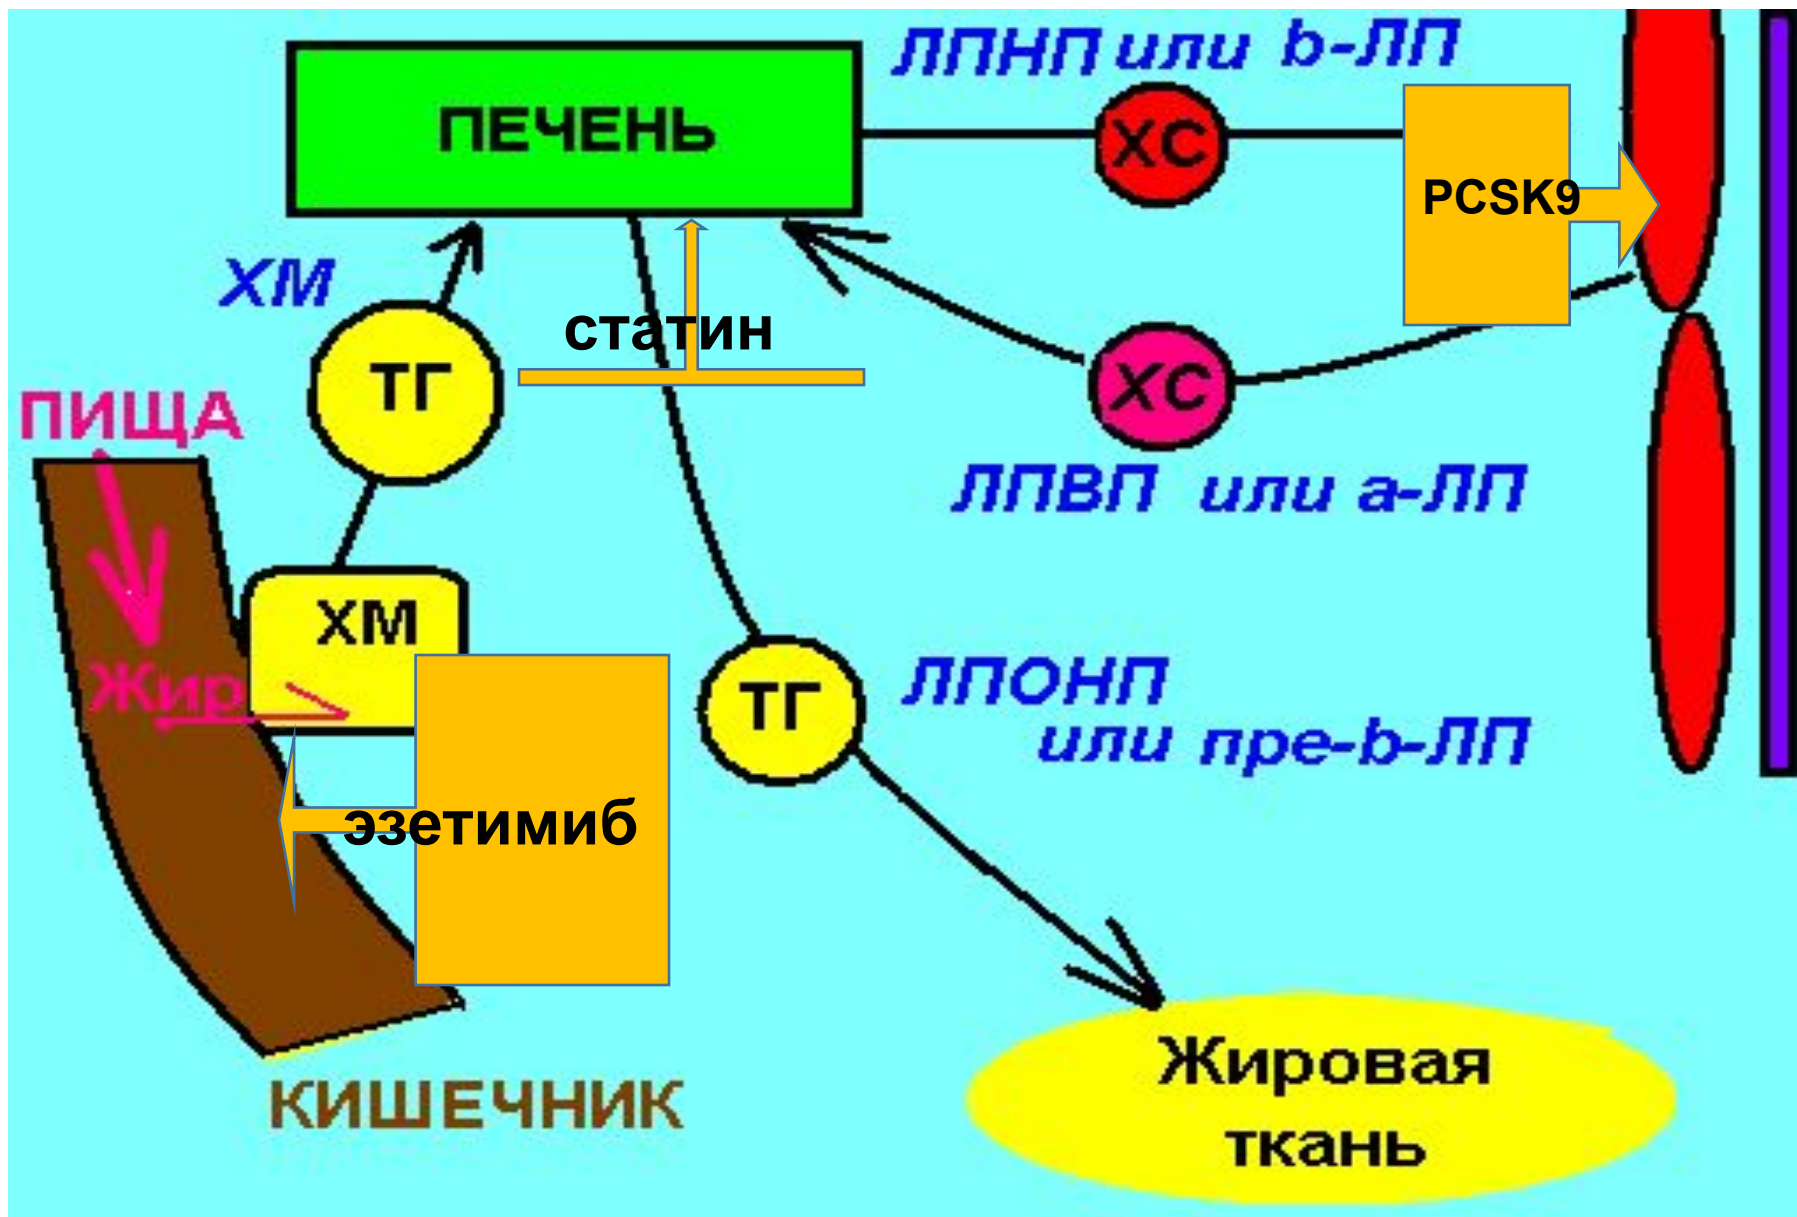 ЛПНП или b-ЛП
ПЕЧЕНЬ
ХС
PCSK9
ХМ
статин
ТГ
ХС
ПИЩА
ЛПВП или a-ЛП
ХМ
Жир
ТГ
ЛПОНП
или пре-b-ЛП
эзетимиб
Жировая
ткань
КИШЕЧНИК